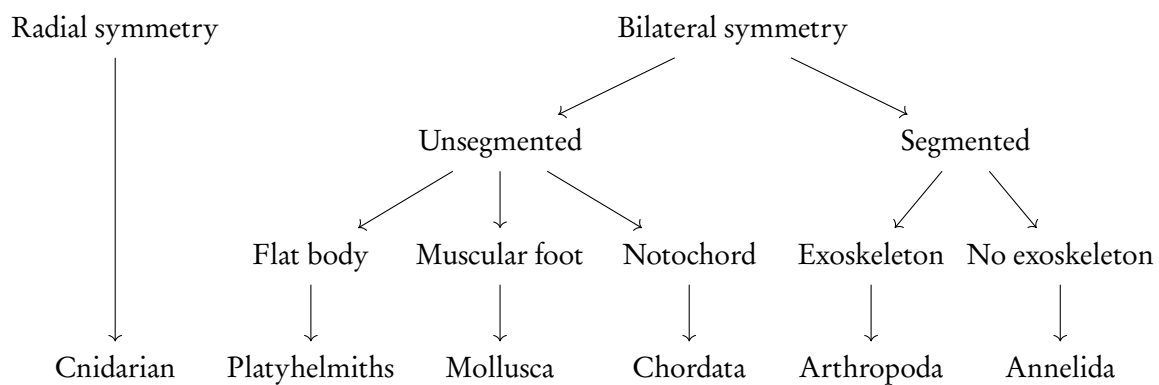 Radial symmetry Bilateral symmetry
Unsegmented Segmented
Flat body Muscular foot Notochord Exoskeleton No exoskeleton
Cnidarian Platyhelmiths Mollusca Chordata Arthropoda Annelida